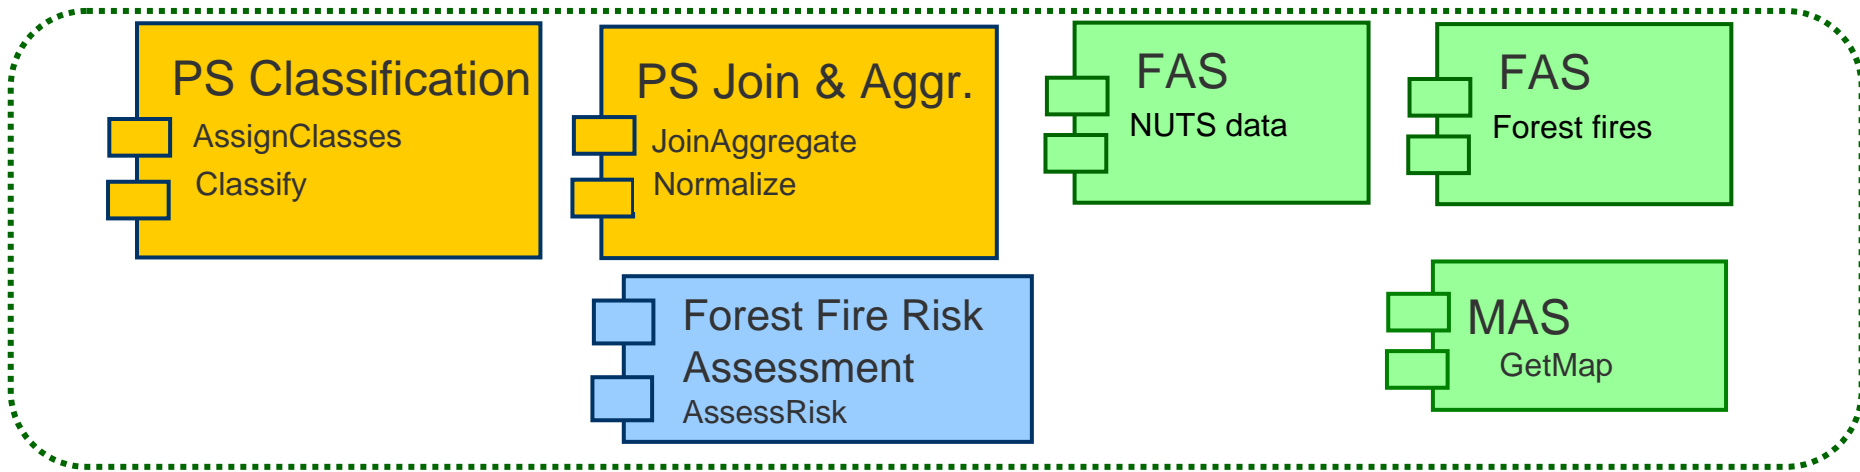 PS Classification
AssignClasses
Classify
PS Join & Aggr.
JoinAggregate
Normalize
FAS
NUTS data
FAS
Forest fires
Forest Fire Risk
Assessment
AssessRisk
MAS
GetMap